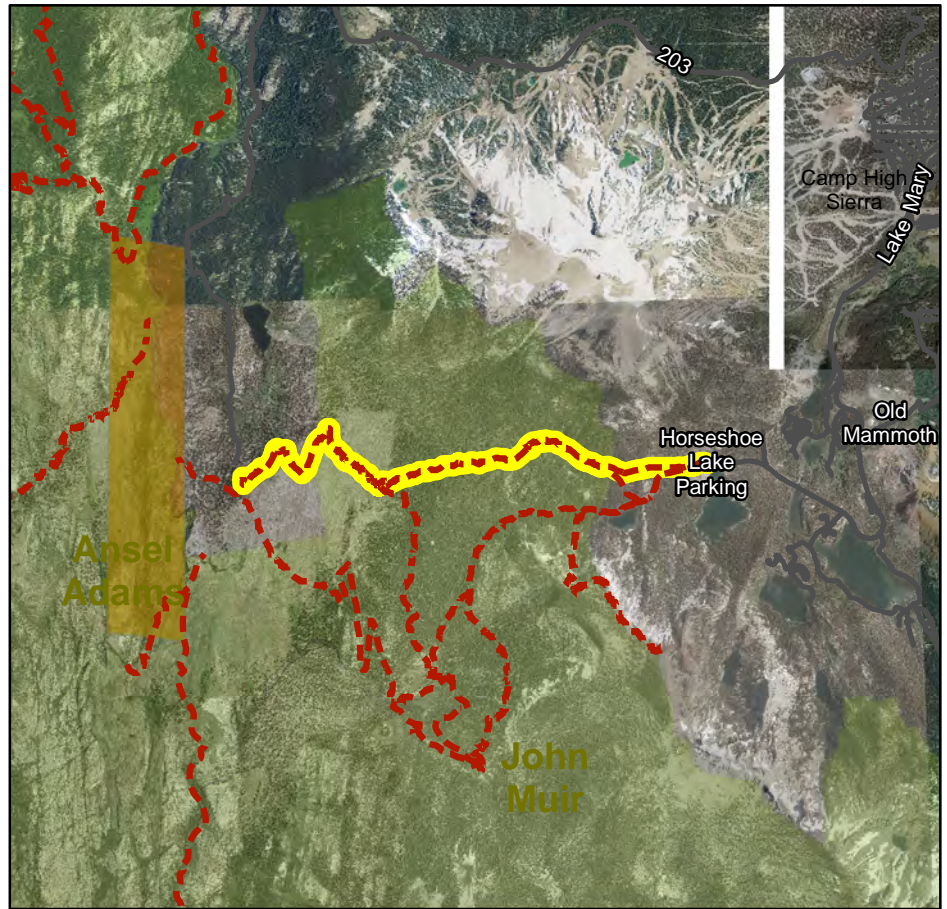 203
Camp High
Sierra
Lake Mary
Old
Mammoth
Horseshoe
Lake
Parking
Ansel
Adams
John
Muir